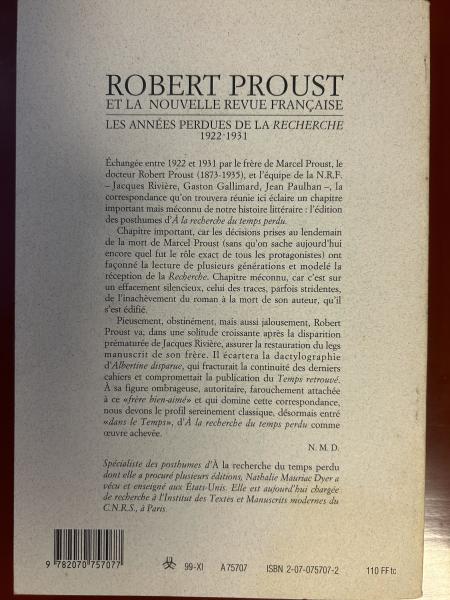 ROBERT PROUST
ET LA NOUVELLE REVUE FRANÇAISE
LES ANNÉES PERDUES DE LA RECHERCHE
1922-1931
Échangée entre 1922 et 1931 par le frère de Marcel Proust, le
docteur Robert Proust (1873-1935), et l'équipe de la N.R.F.
– Jacques Rivière, Gaston Gallimard, Jean Paulhan –, la
correspondance qu'on trouvera réunie ici éclaire un chapitre
important mais méconnu de notre histoire littéraire : l'édition
des posthumes d'À la recherche du temps perdu.
Chapitre important, car les décisions prises au lendemain
de la mort de Marcel Proust (sans qu'on sache aujourd'hui
encore quel fut le rôle exact de tous les protagonistes) ont
façonné la lecture de plusieurs générations et modelé la
réception de la Recherche. Chapitre méconnu, car c'est sur
un effacement silencieux, celui des traces, parfois stridentes,
de l'inachèvement du roman à la mort de son auteur, qu'il
s'est édifié.
Pieusement, obstinément, mais aussi jalousement, Robert
Proust va, dans une solitude croissante après la disparition
prématurée de Jacques Rivière, assurer la restauration du legs
manuscrit de son frère. Il écartera la dactylographie
d'Albertine disparue, qui fracturait la continuité des derniers
cahiers et compromettait la publication du Temps retrouvé.
À sa figure ombrageuse, autoritaire, farouchement attachée
à ce «frère bien-aimé» et qui domine cette correspondance,
nous devons le profil sereinement classique, désormais entré
«dans le Temps», d'À la recherche du temps perdu comme
œuvre achevée.
N. M. D.
Spécialiste des posthumes d'À la recherche du temps perdu
dont elle a procuré plusieurs éditions, Nathalie Mauriac Dyer a
vécu et enseigné aux États-Unis. Elle est aujourd'hui chargée
de recherche à l'Institut des Textes et Manuscrits modernes du
C.N.R.S., à Paris.
9 782070 757077
99-XI A 75707 ISBN 2-07-075707-2 110 FF tc